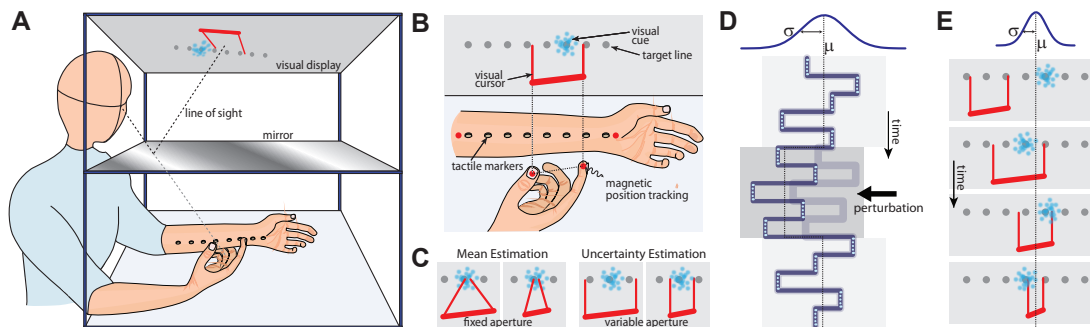 A
visual display
line of sight
mirror
B
visual
cue
target line
visual
cursor
tactile markers
magnetic
position tracking
C
Mean Estimation
Uncertainty Estimation
fixed aperture
variable aperture
D
σ
μ
time
perturbation
E
σ
μ
time